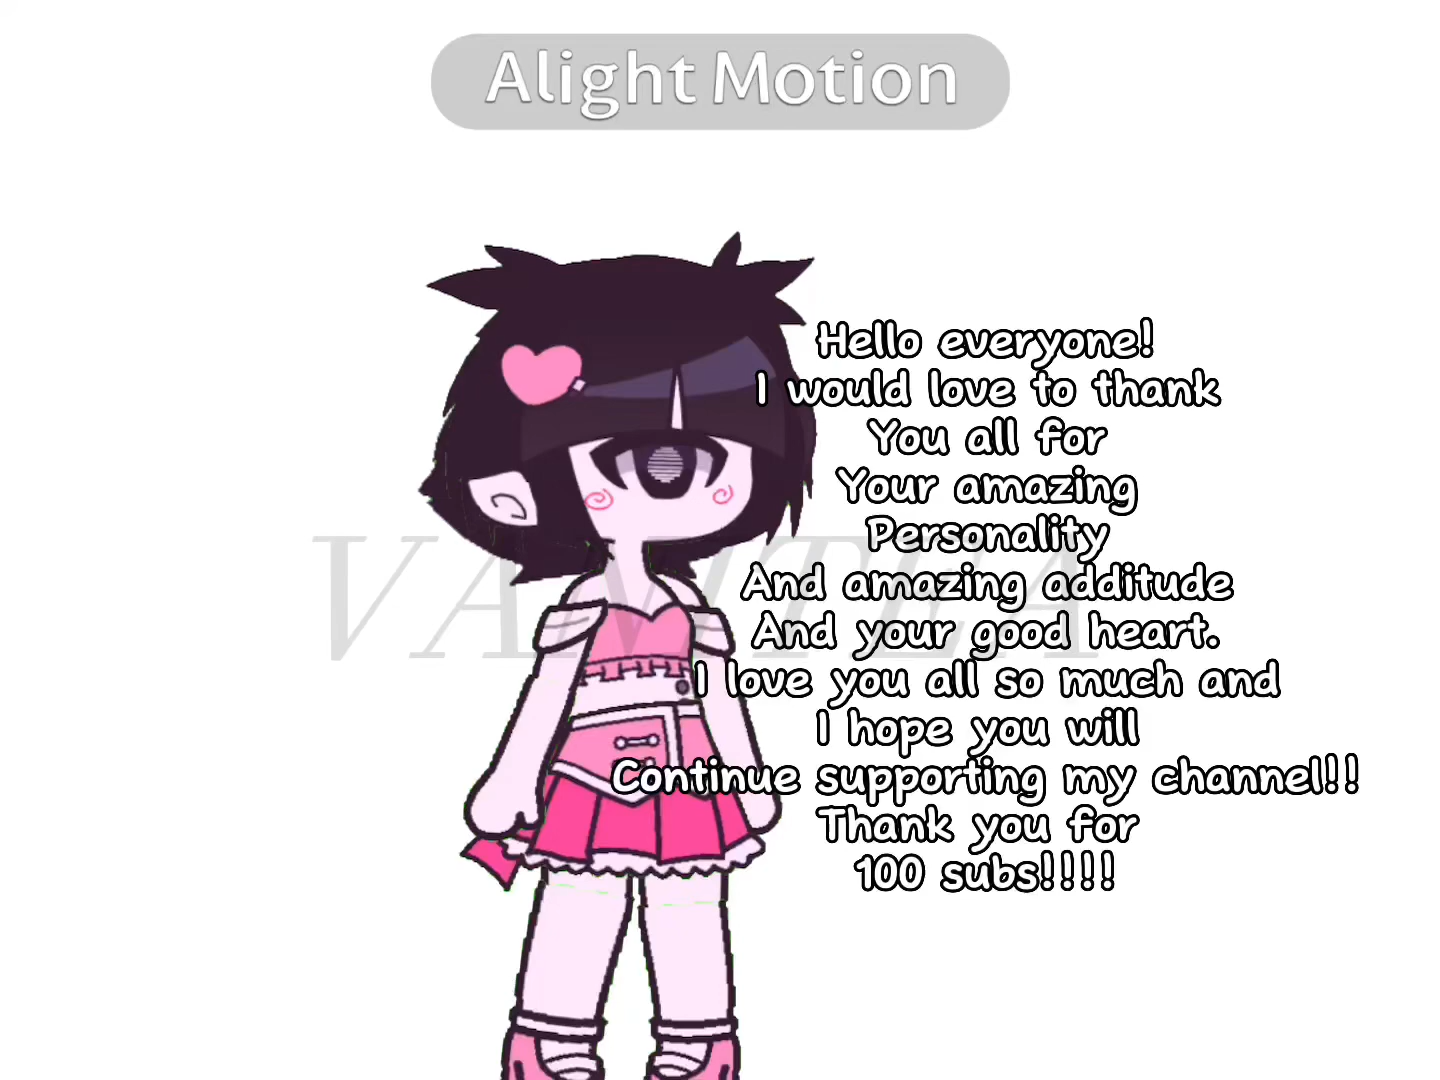 Alight Motion
Hello everyone!
I would love to thank
You all for
Your amazing
Personality
And amazing additude
And your good heart.
I love you all so much and
I hope you will
Continue supporting my channel!!
Thank you for
100 subs!!!!
VANITEA